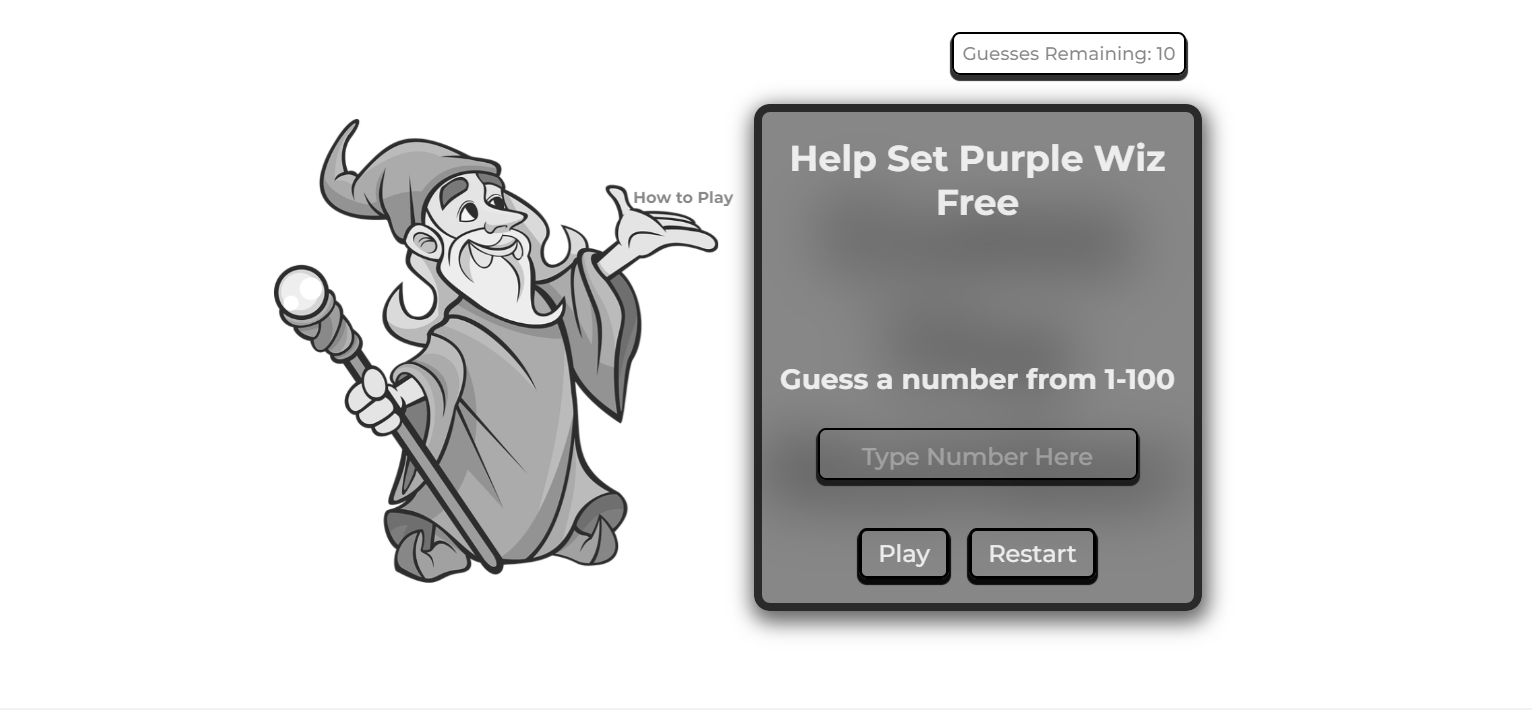 Guesses Remaining: 10
How to Play
Help Set Purple Wiz
Free
Guess a number from 1-100
Type Number Here
Play
Restart